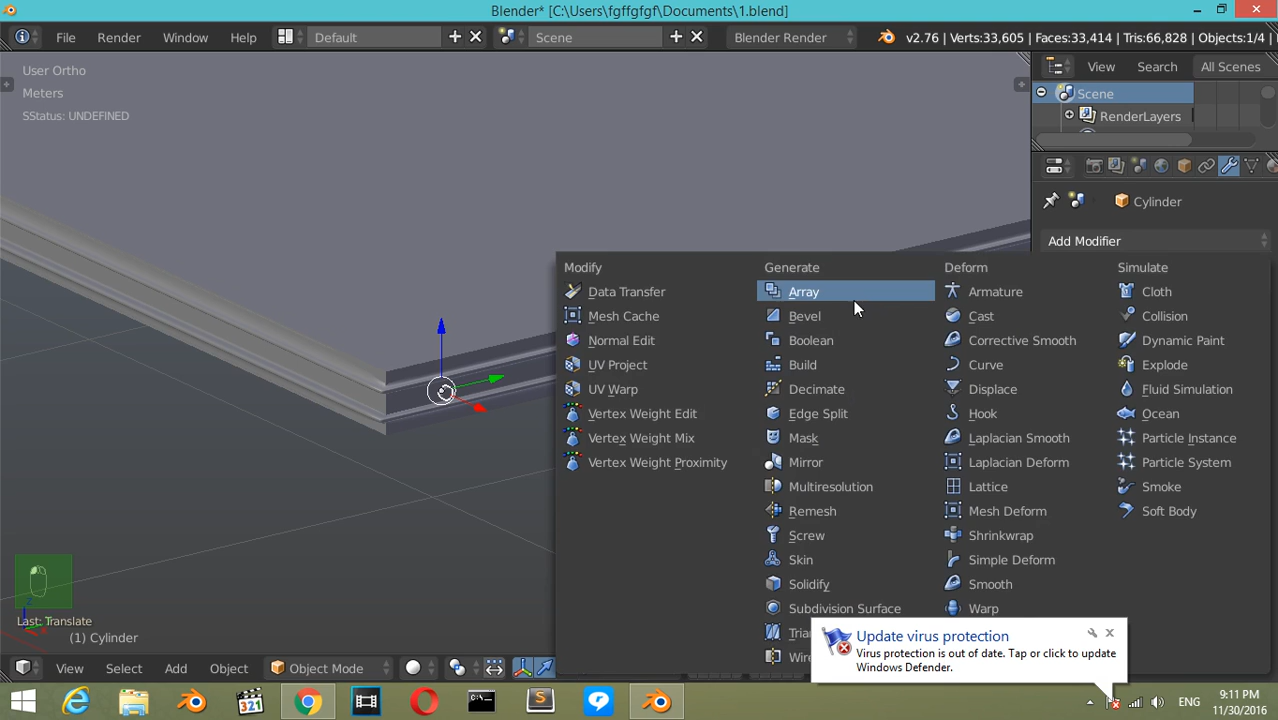 Blender* [C:\Users\fgffgfgf\Documents\1.blend]
File Render Window Help Default Scene Blender Render v2.76 | Verts:33,605 | Faces:33,414 | Tris:66,828 | Objects:1/4 |
User Ortho
Meters
SStatus: UNDEFINED
View Search All Scenes
Scene
RenderLayers
Cylinder
Add Modifier
Modify
Data Transfer
Mesh Cache
Normal Edit
UV Project
UV Warp
Vertex Weight Edit
Vertex Weight Mix
Vertex Weight Proximity
Generate
Array
Bevel
Boolean
Build
Decimate
Edge Split
Mask
Mirror
Multiresolution
Remesh
Screw
Skin
Solidify
Subdivision Surface
Deform
Armature
Cast
Corrective Smooth
Curve
Displace
Hook
Laplacian Smooth
Laplacian Deform
Lattice
Mesh Deform
Shrinkwrap
Simple Deform
Smooth
Warp
Simulate
Cloth
Collision
Dynamic Paint
Explode
Fluid Simulation
Ocean
Particle Instance
Particle System
Smoke
Soft Body
Last: Translate
(1) Cylinder
View Select Add Object Object Mode
Update virus protection
Virus protection is out of date. Tap or click to update
Windows Defender.
321
ENG
9:11 PM
11/30/2016